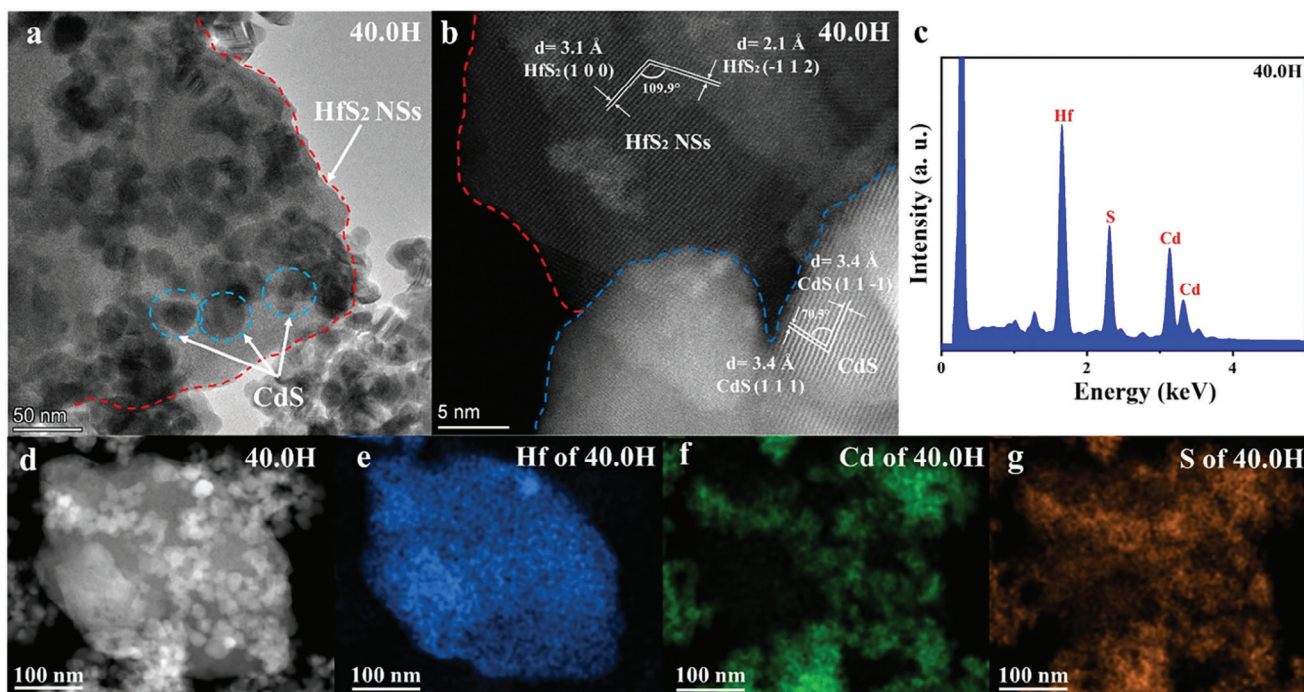 a
40.0H
HfS₂ NSs
CdS
50 nm
b
40.0H
d= 3.1 Å
HfS₂ (1 0 0)
d= 2.1 Å
HfS₂ (-1 1 2)
109.9°
HfS₂ NSs
d= 3.4 Å
CdS (1 1 -1)
70.5°
d= 3.4 Å
CdS (1 1 1)
CdS
5 nm
c
40.0H
Intensity (a. u.)
Hf
S
Cd
Cd
0
2
4
Energy (keV)
d
40.0H
100 nm
e
Hf of 40.0H
100 nm
f
Cd of 40.0H
100 nm
g
S of 40.0H
100 nm